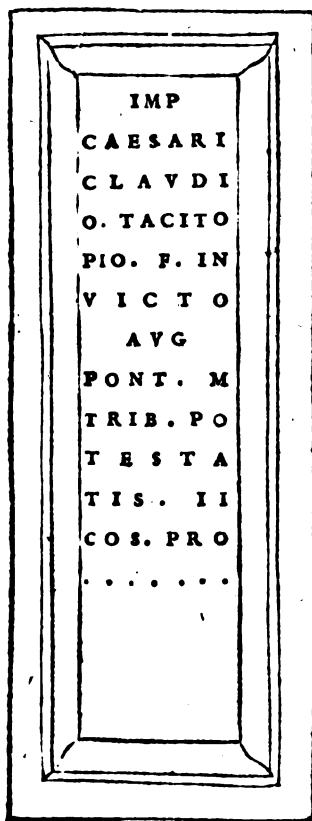 IMP
CAESARI
CLAVDI
O. TACITO
PIO. F. IN
VICTO
AVG
PONT. M
TRIB. PO
TESTA
TIS. II
COS. PRO
. . . . . . .